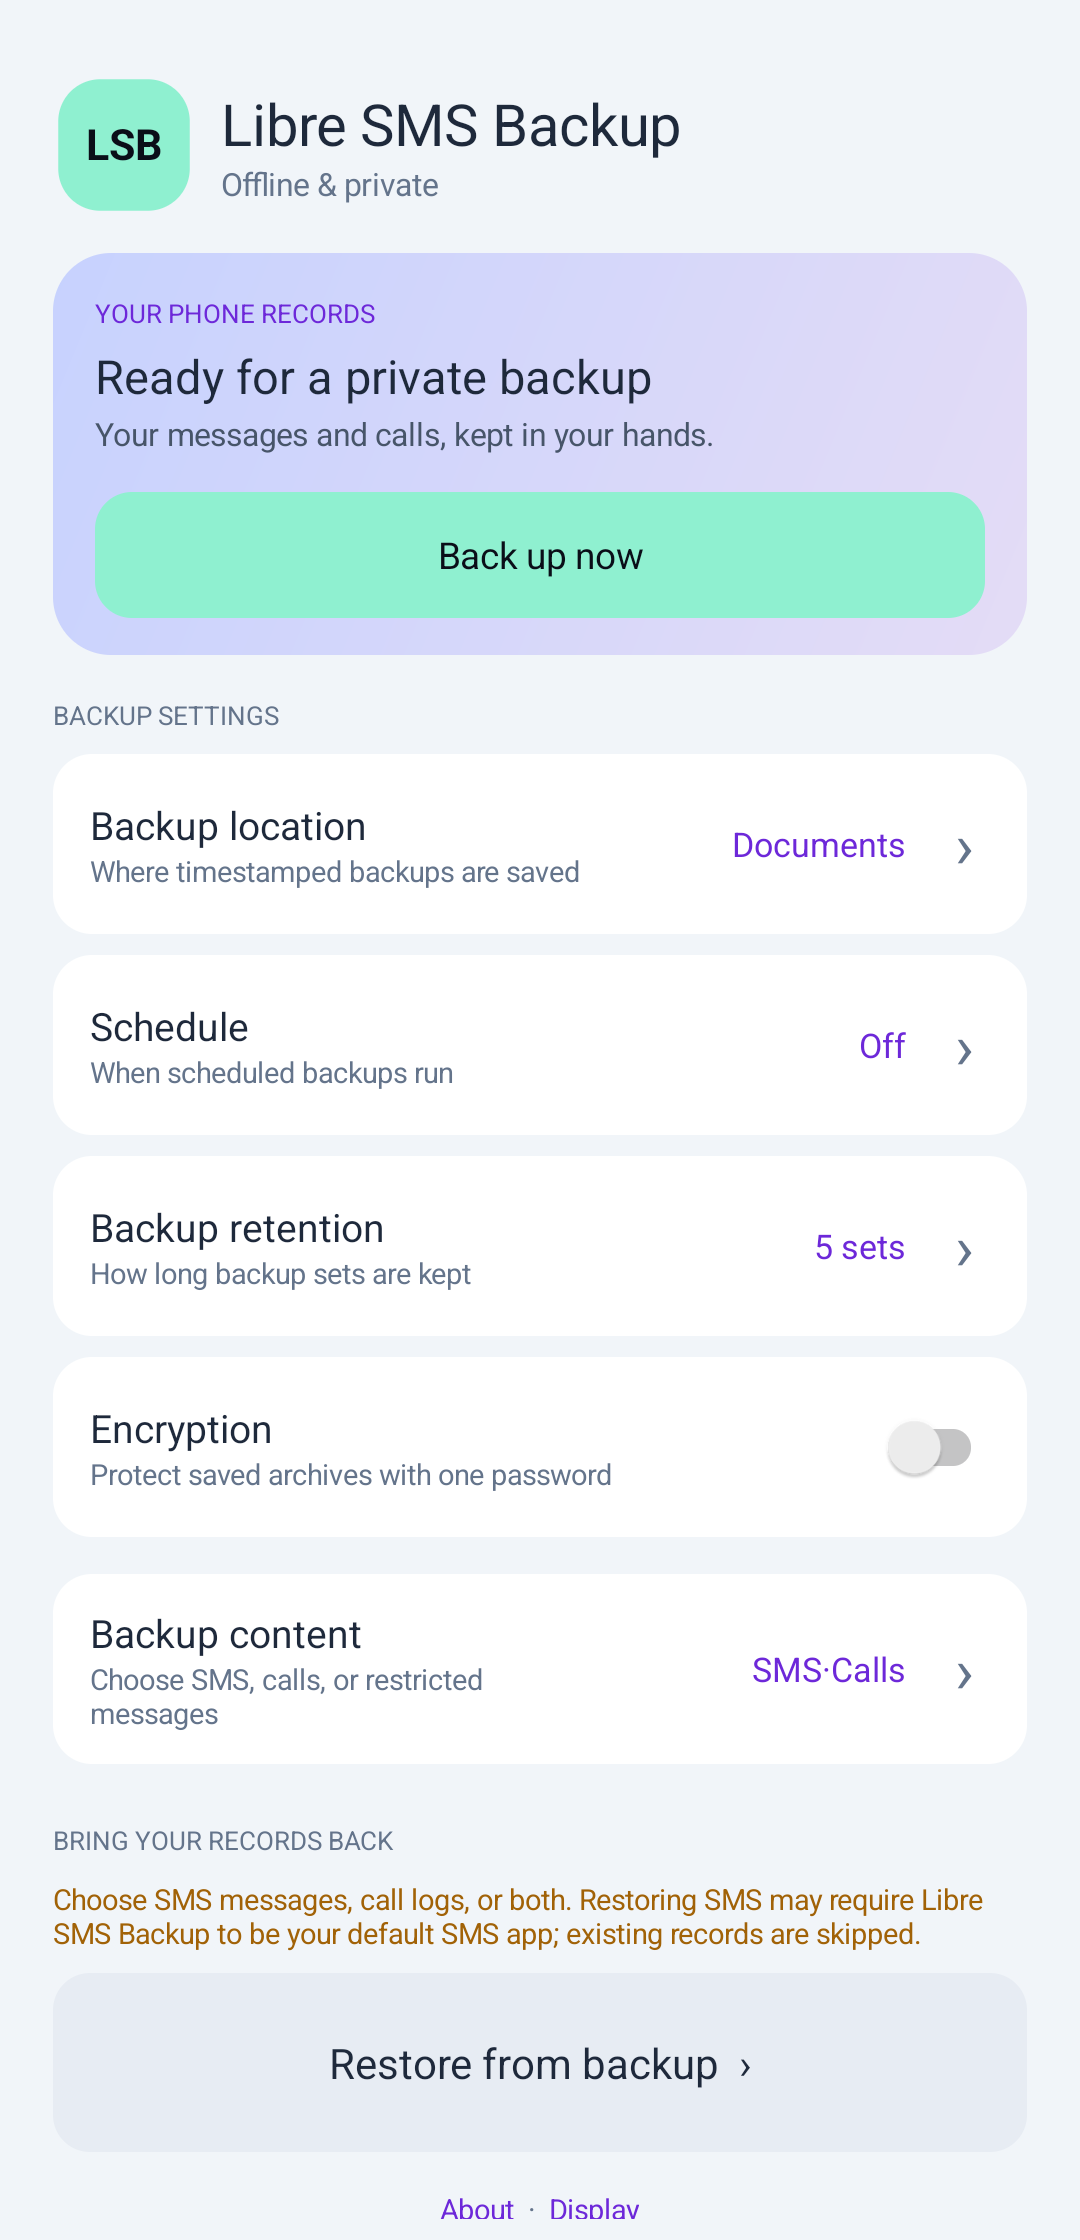 LSB
Libre SMS Backup
Offline & private
YOUR PHONE RECORDS
Ready for a private backup
Your messages and calls, kept in your hands.
Back up now
BACKUP SETTINGS
Backup location
Where timestamped backups are saved
Documents ›
Schedule
When scheduled backups run
Off ›
Backup retention
How long backup sets are kept
5 sets ›
Encryption
Protect saved archives with one password
Backup content
Choose SMS, calls, or restricted
messages
SMS·Calls ›
BRING YOUR RECORDS BACK
Choose SMS messages, call logs, or both. Restoring SMS may require Libre
SMS Backup to be your default SMS app; existing records are skipped.
Restore from backup ›
About · Display